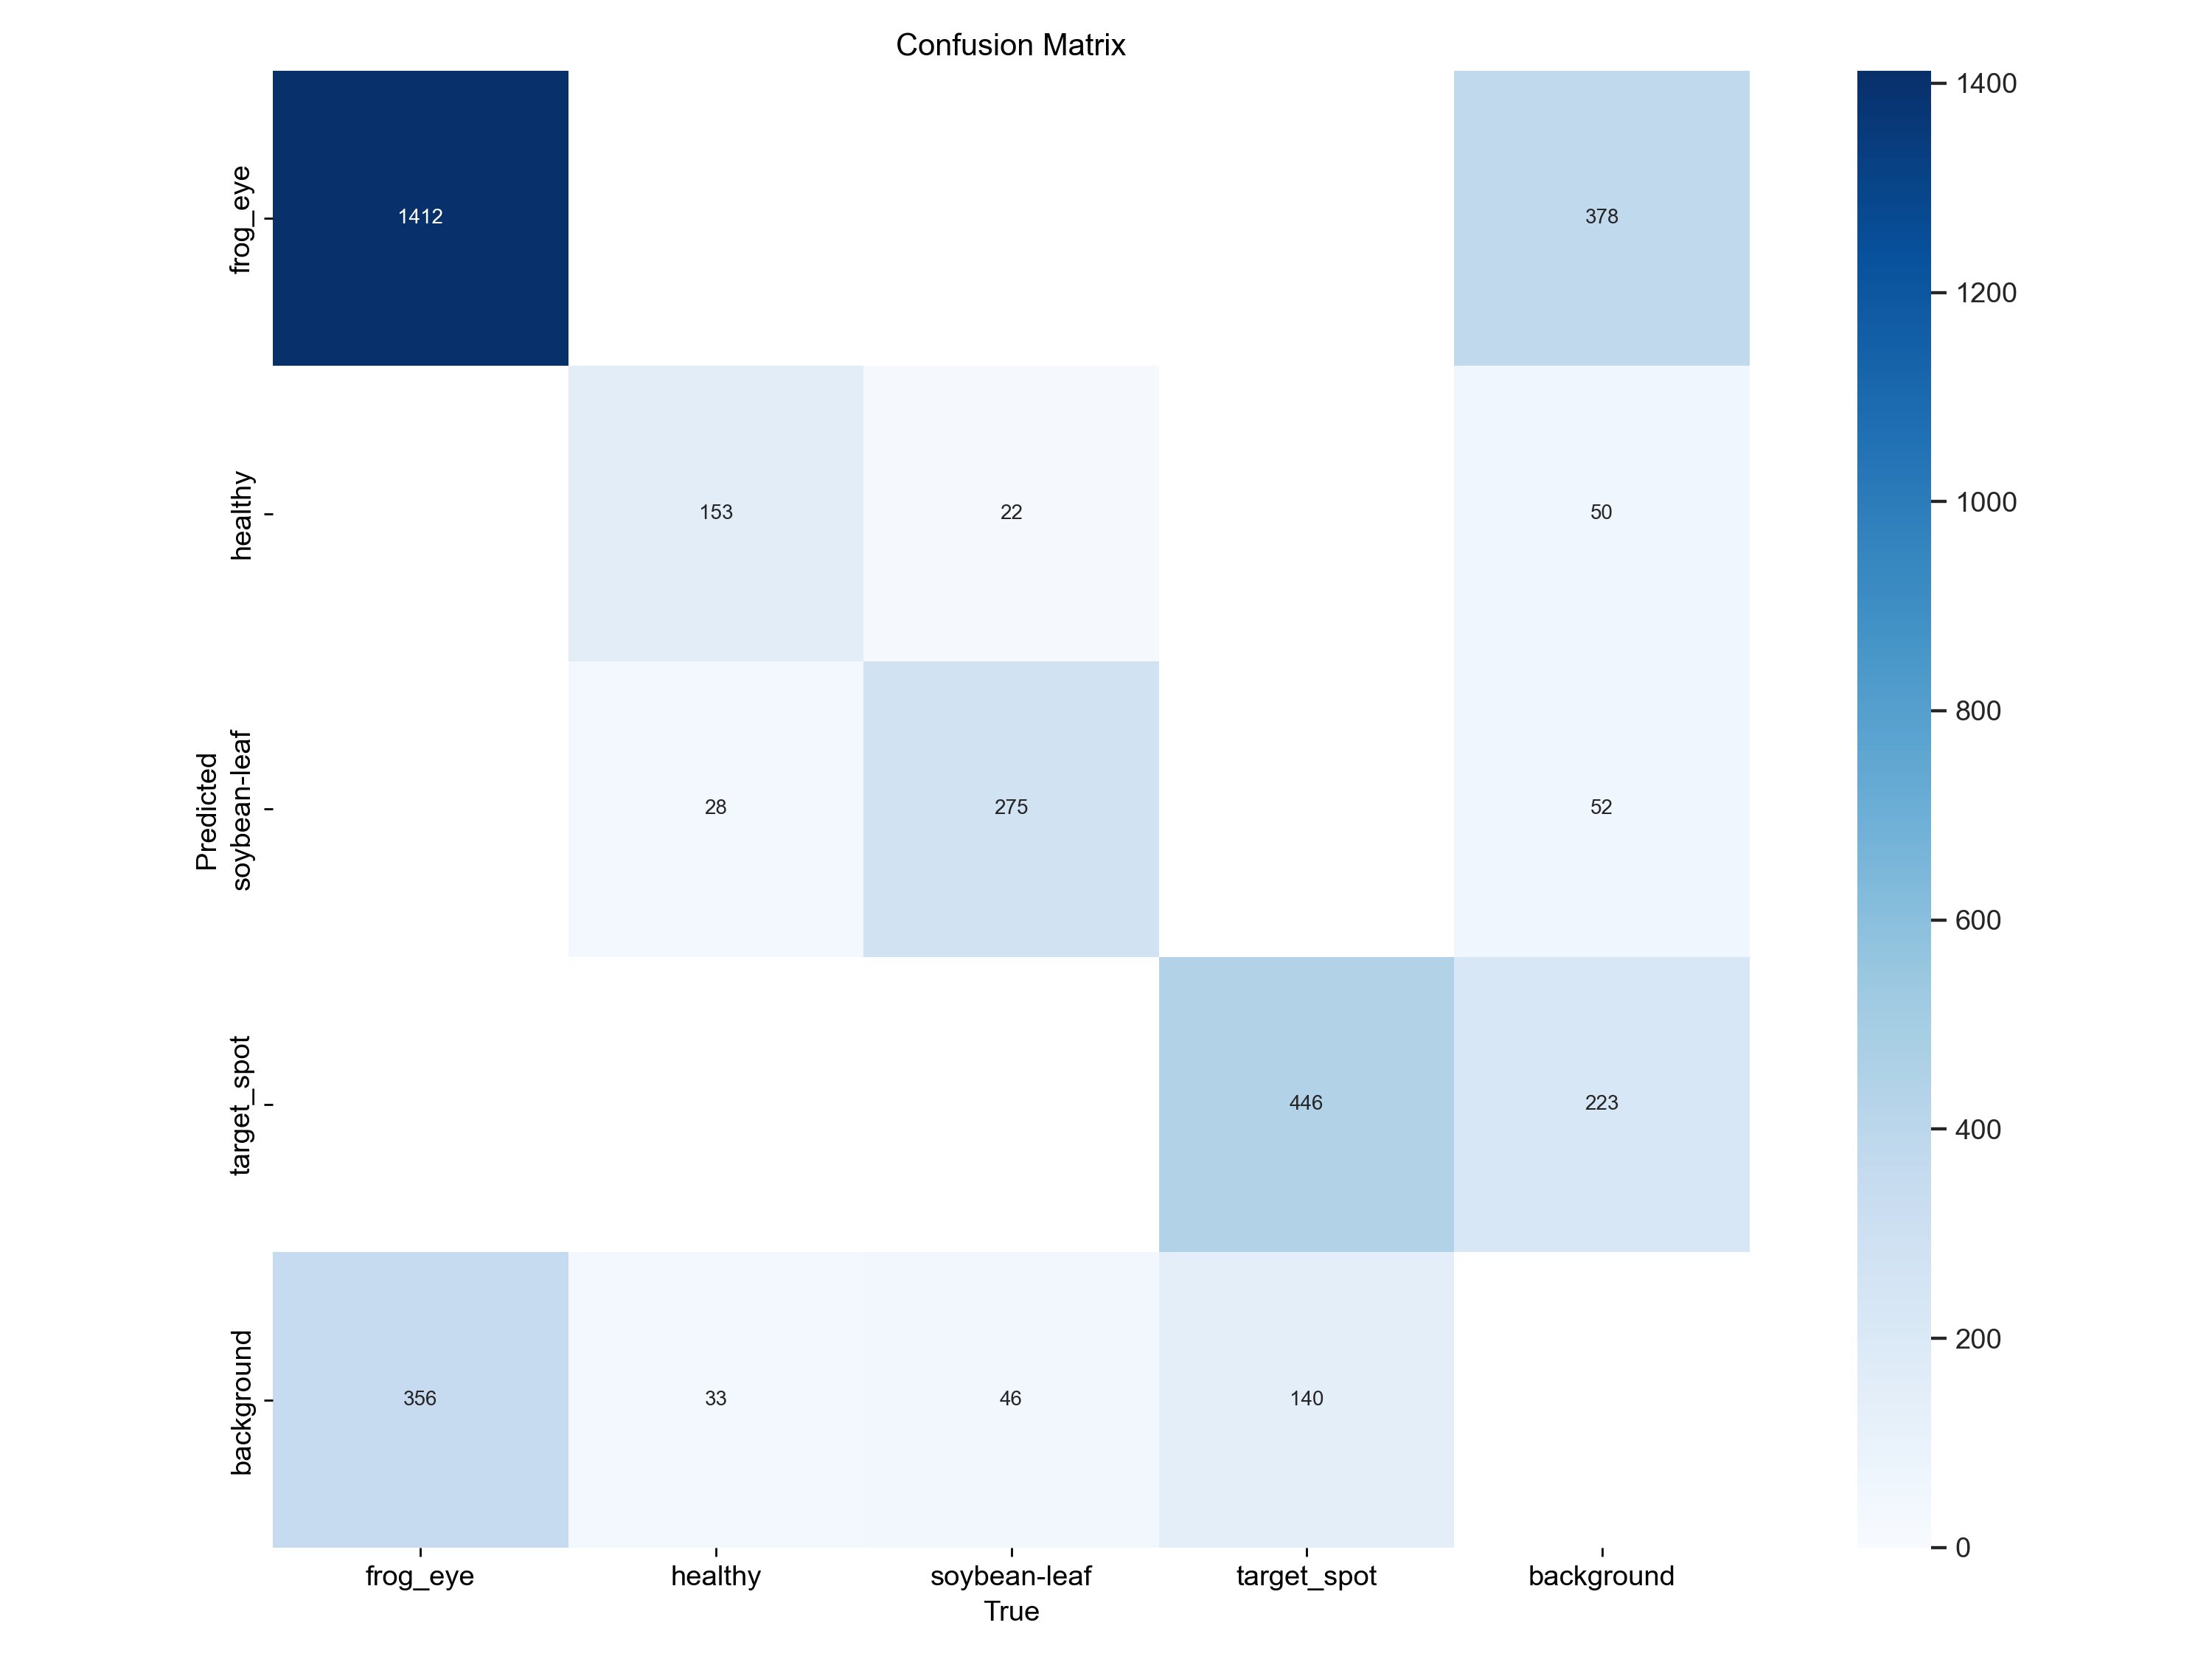 Confusion Matrix
frog_eye
1412
378
1400
1200
healthy
153
22
50
1000
Predicted
soybean-leaf
28
275
52
800
600
target_spot
446
223
400
200
background
356
33
46
140
0
frog_eye
healthy
soybean-leaf
target_spot
background
True